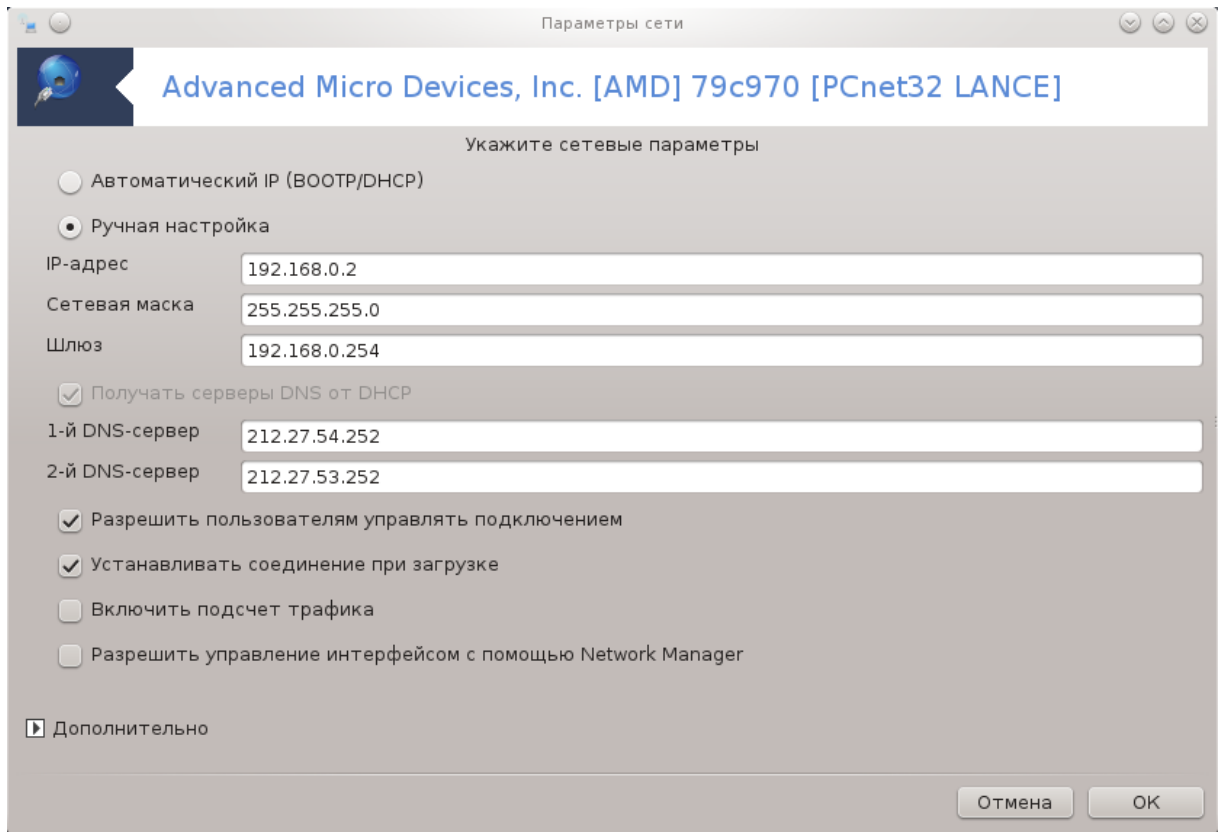 Параметры сети
Advanced Micro Devices, Inc. [AMD] 79c970 [PCnet32 LANCE]
Укажите сетевые параметры
Автоматический IP (BOOTP/DHCP)
Ручная настройка
IP-адрес 192.168.0.2
Сетевая маска 255.255.255.0
Шлюз 192.168.0.254
Получать серверы DNS от DHCP
1-й DNS-сервер 212.27.54.252
2-й DNS-сервер 212.27.53.252
Разрешить пользователям управлять подключением
Устанавливать соединение при загрузке
Включить подсчет трафика
Разрешить управление интерфейсом с помощью Network Manager
Дополнительно
Отмена OK